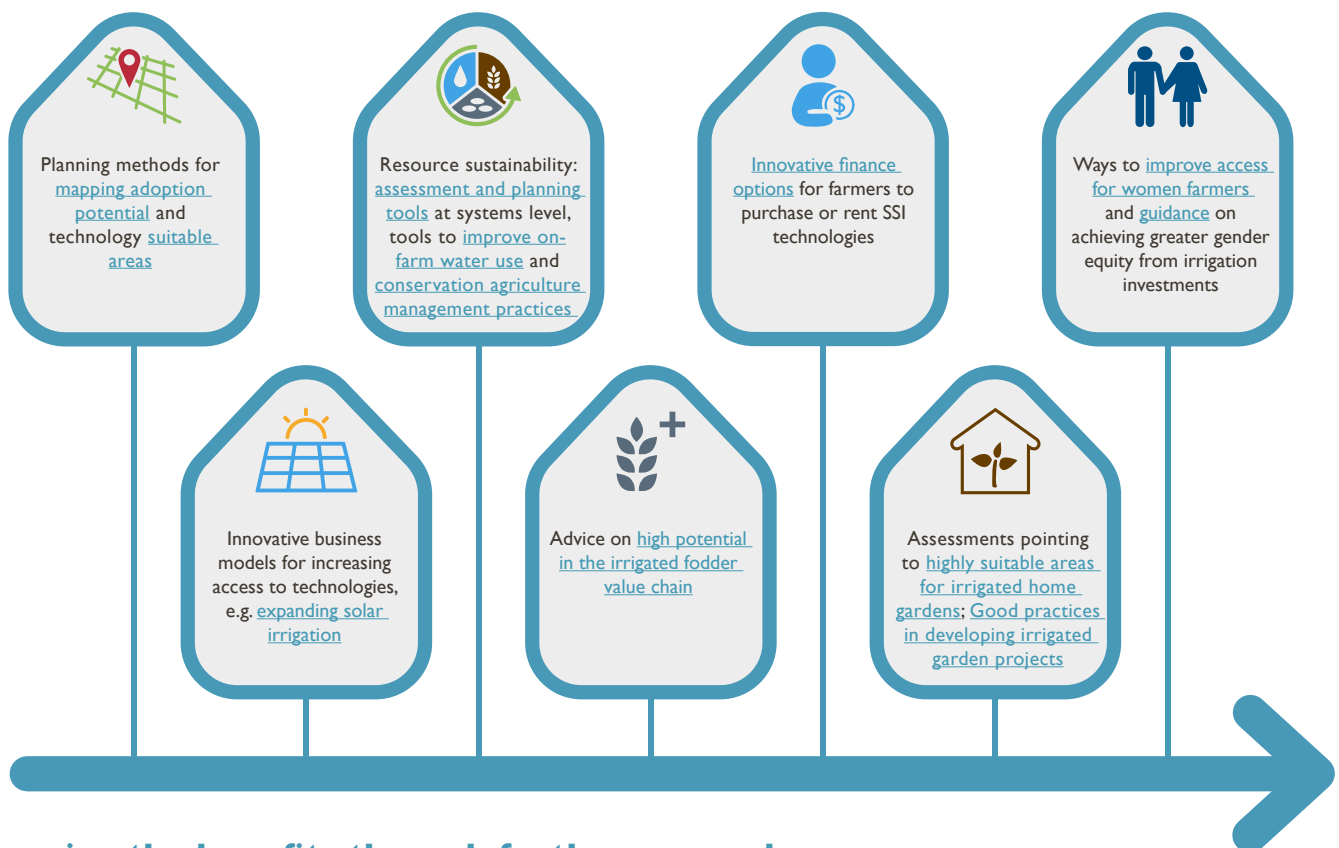 Planning methods for
mapping adoption
potential and
technology suitable
areas
Resource sustainability:
assessment and planning
tools at systems level,
tools to improve on-
farm water use and
conservation agriculture
management practices
Innovative finance
options for farmers to
purchase or rent SSI
technologies
Ways to improve access
for women farmers
and guidance on
achieving greater gender
equity from irrigation
investments
Innovative business
models for increasing
access to technologies,
e.g. expanding solar
irrigation
Advice on high potential
in the irrigated fodder
value chain
Assessments pointing
to highly suitable areas
for irrigated home
gardens; Good practices
in developing irrigated
garden projects